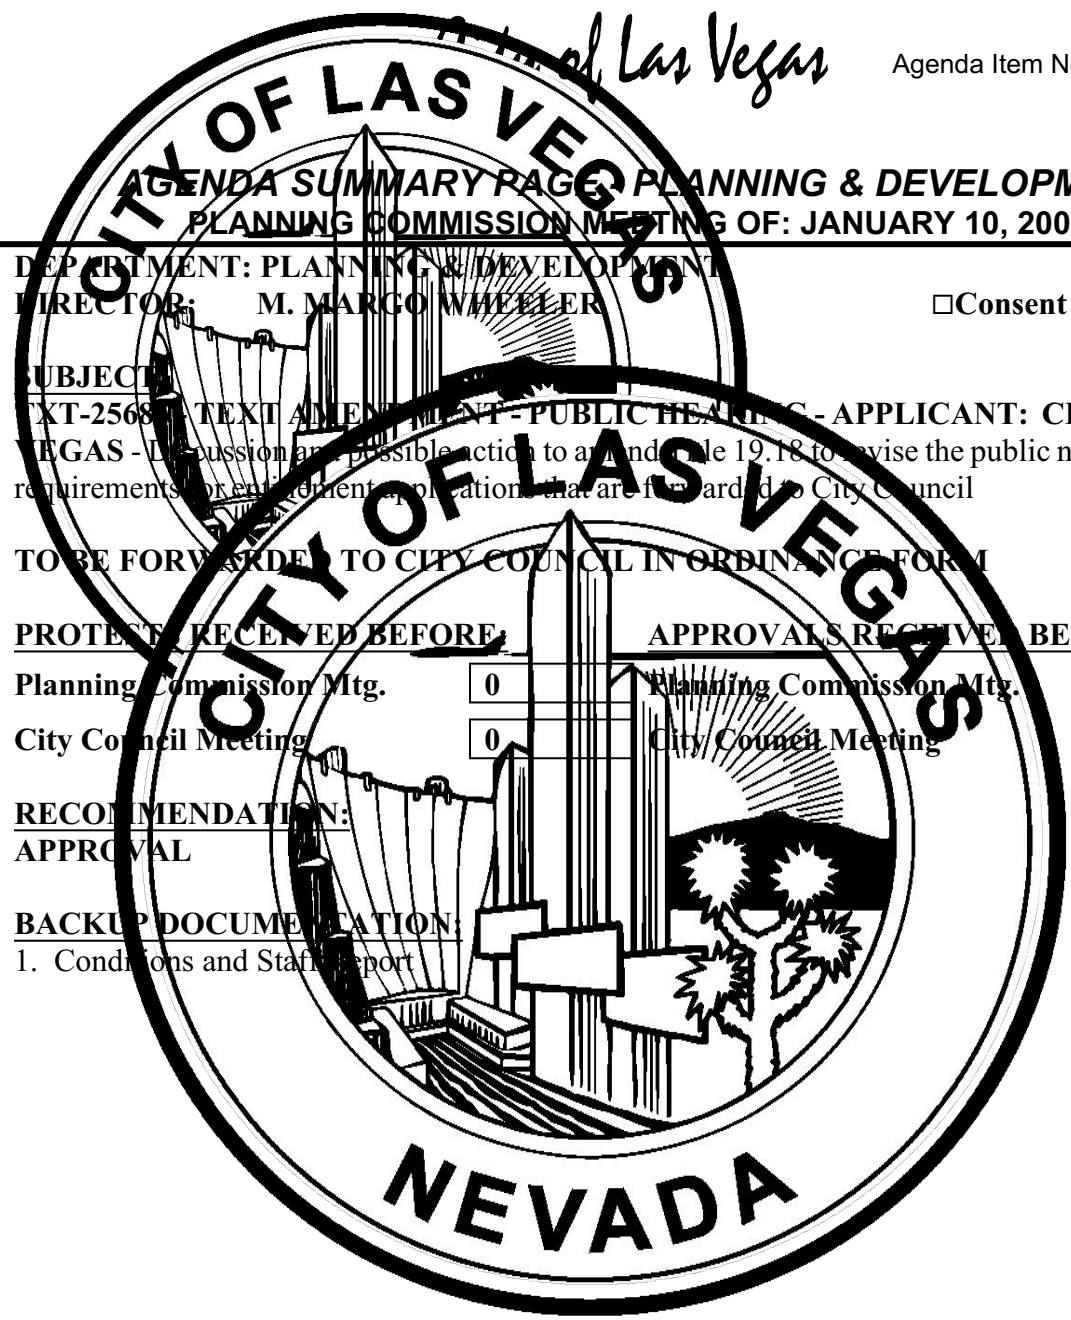 of Las Vegas
Agenda Item N
AGENDA SUMMARY PAGE - PLANNING & DEVELOPM
PLANNING COMMISSION MEETING OF: JANUARY 10, 200
DEPARTMENT: PLANNING & DEVELOPMENT
DIRECTOR: M. MARGO WHEELER □Consent
SUBJECT:
TXT-2568 - TEXT AMENDMENT - PUBLIC HEARING - APPLICANT: CI
VEGAS - Discussion and possible action to amend Title 19.18 to revise the public n
requirements for entitlement applications that are forwarded to City Council
TO BE FORWARDED TO CITY COUNCIL IN ORDINANCE FORM
PROTESTS RECEIVED BEFORE: APPROVALS RECEIVED BE
Planning Commission Mtg. 0 Planning Commission Mtg.
City Council Meeting 0 City Council Meeting
RECOMMENDATION:
APPROVAL
BACKUP DOCUMENTATION:
1. Conditions and Staff Report
CITY OF LAS VEGAS
CITY OF LAS VEGAS
NEVADA